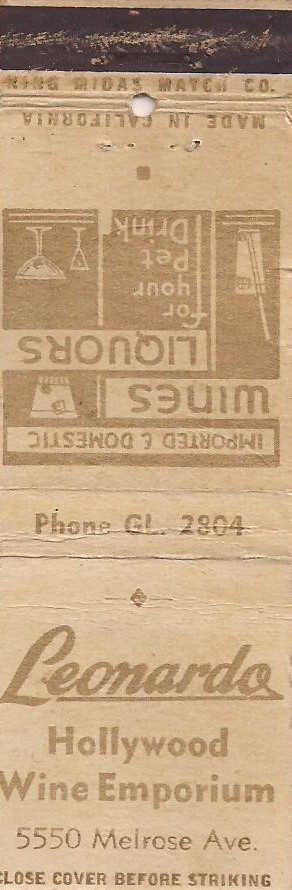 KING MIDAS MATCH CO.
MADE IN CALIFORNIA
IMPORTED & DOMESTIC
WINES
LIQUORS
for
your
Pet
Drink
Phone GL. 2804
Leonardo
Hollywood
Wine Emporium
5550 Melrose Ave.
CLOSE COVER BEFORE STRIKING